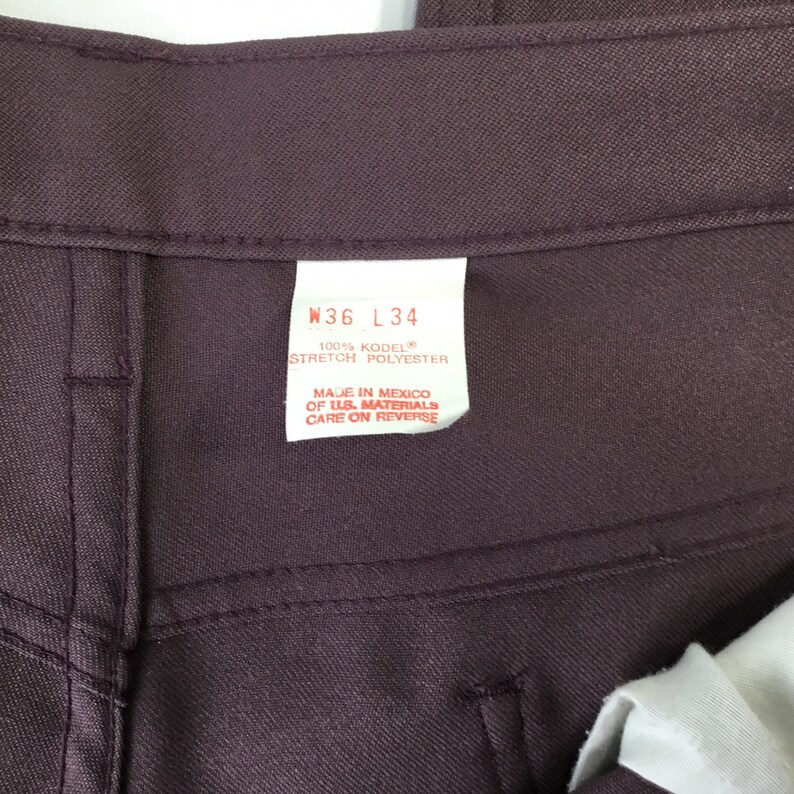 W36 L34
100% KODEL®
STRETCH POLYESTER
MADE IN MEXICO
OF U.S. MATERIALS
CARE ON REVERSE